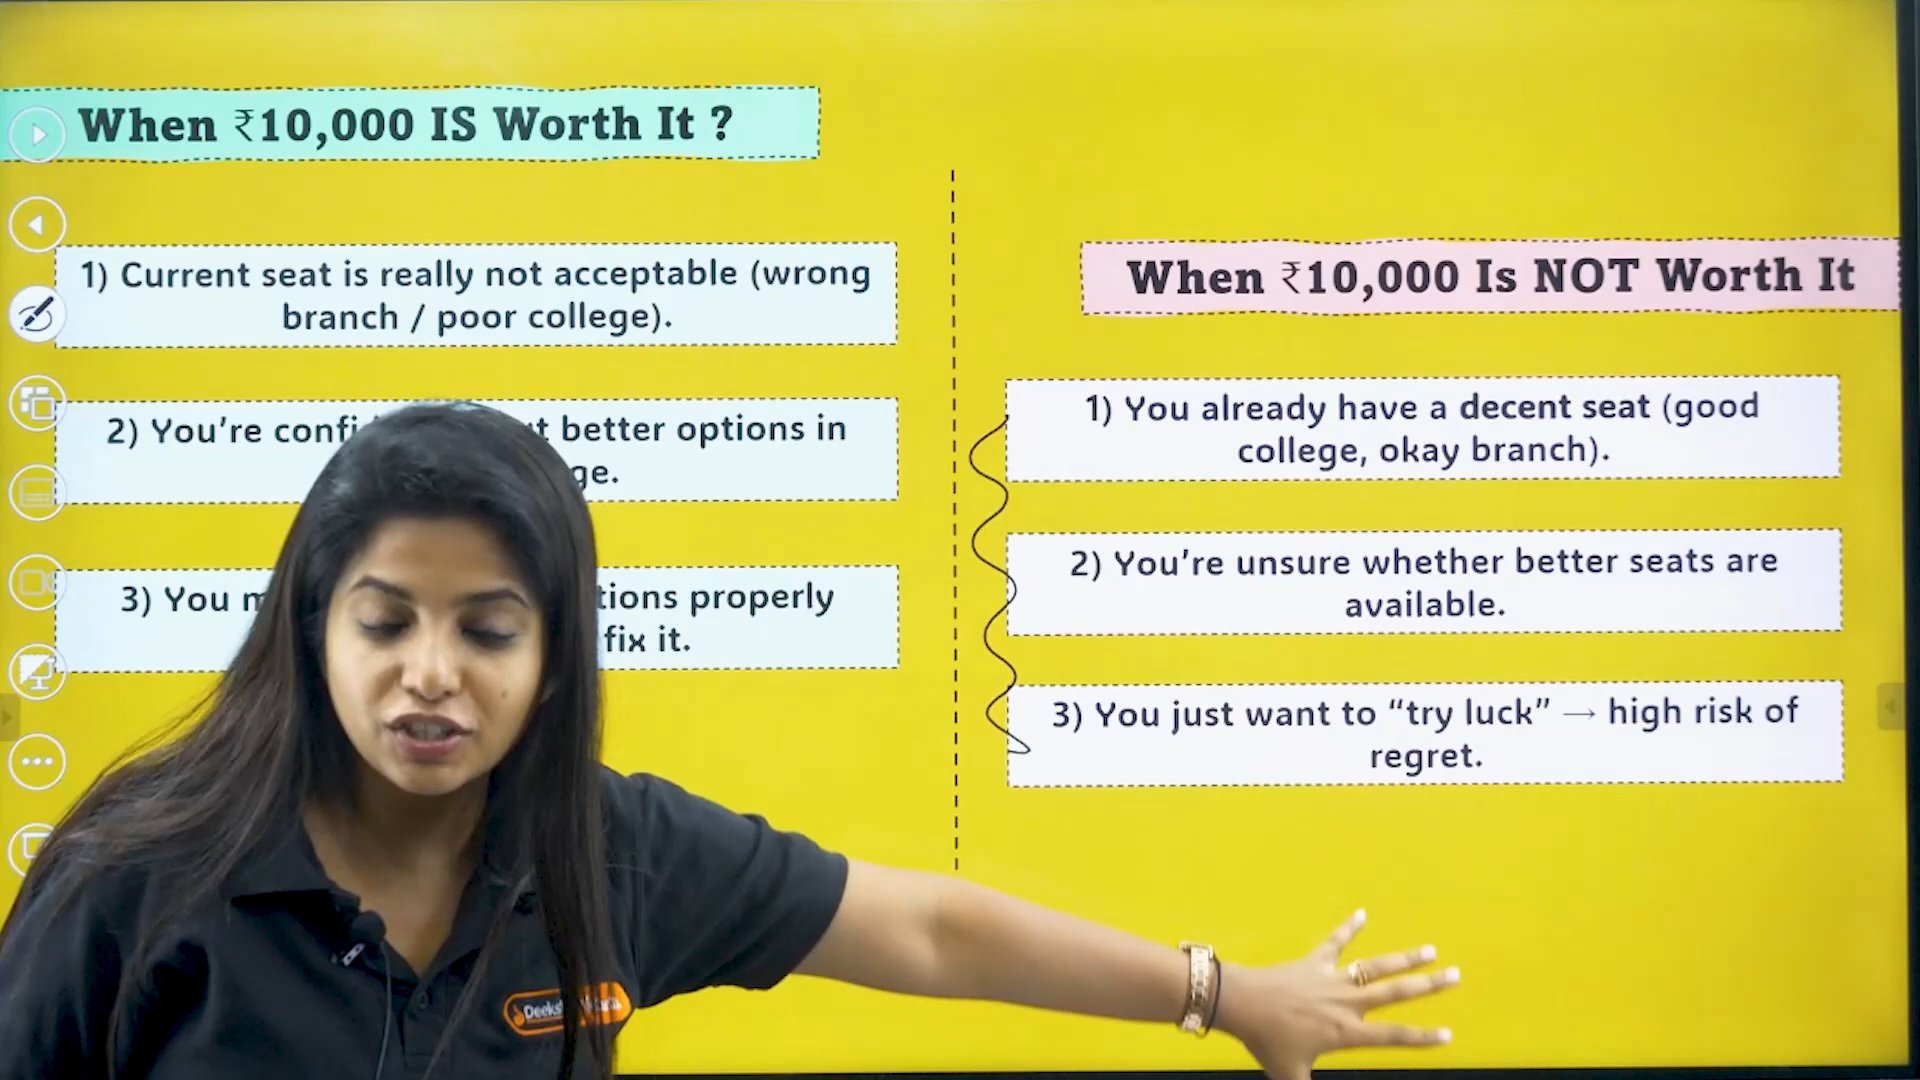 When ₹10,000 IS Worth It ?
1) Current seat is really not acceptable (wrong
branch / poor college).
2) You're better options in
3) You
properly
fix it.
When ₹10,000 Is NOT Worth It
1) You already have a decent seat (good
college, okay branch).
2) You're unsure whether better seats are
available.
3) You just want to “try luck” → high risk of
regret.